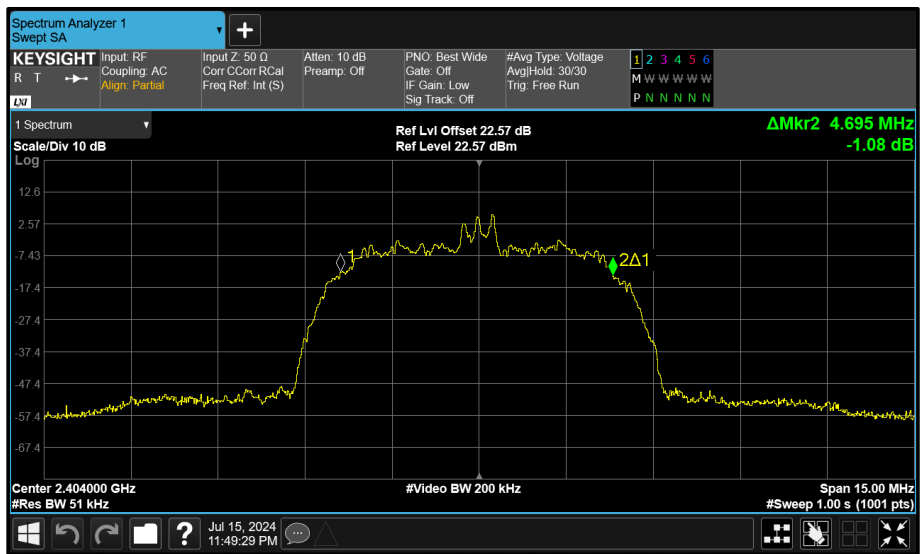 Spectrum Analyzer 1
Swept SA
KEYSIGHT
R T
LXI
Input: RF
Coupling: AC
Align: Partial
Input Z: 50 Ω
Corr CCorr RCal
Freq Ref: Int (S)
Atten: 10 dB
Preamp: Off
PNO: Best Wide
Gate: Off
IF Gain: Low
Sig Track: Off
#Avg Type: Voltage
Avg|Hold: 30/30
Trig: Free Run
1 2 3 4 5 6
M W W W W W
P N N N N N
1 Spectrum
Scale/Div 10 dB
Ref Lvl Offset 22.57 dB
Ref Level 22.57 dBm
ΔMkr2 4.695 MHz
-1.08 dB
Log
12.6
2.57
-7.43
-17.4
-27.4
-37.4
-47.4
-57.4
-67.4
1
2Δ1
Center 2.404000 GHz
#Video BW 200 kHz
Span 15.00 MHz
#Res BW 51 kHz
#Sweep 1.00 s (1001 pts)
Jul 15, 2024
11:49:29 PM